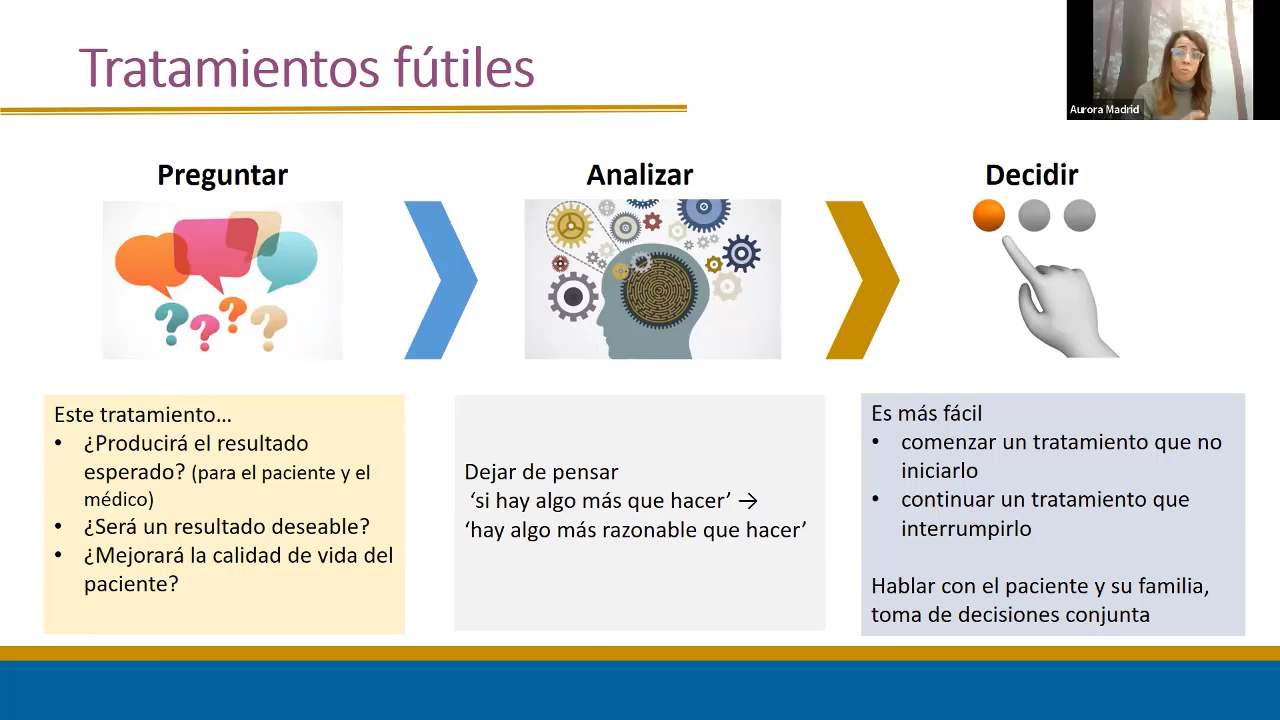 Tratamientos fútiles
Aurora Madrid
Preguntar
Analizar
Decidir
Este tratamiento...
• ¿Producirá el resultado
esperado? (para el paciente y el
médico)
• ¿Será un resultado deseable?
• ¿Mejorará la calidad de vida del
paciente?
Dejar de pensar
‘si hay algo más que hacer’ →
‘hay algo más razonable que hacer’
Es más fácil
• comenzar un tratamiento que no
iniciarlo
• continuar un tratamiento que
interrumpirlo
Hablar con el paciente y su familia,
toma de decisiones conjunta